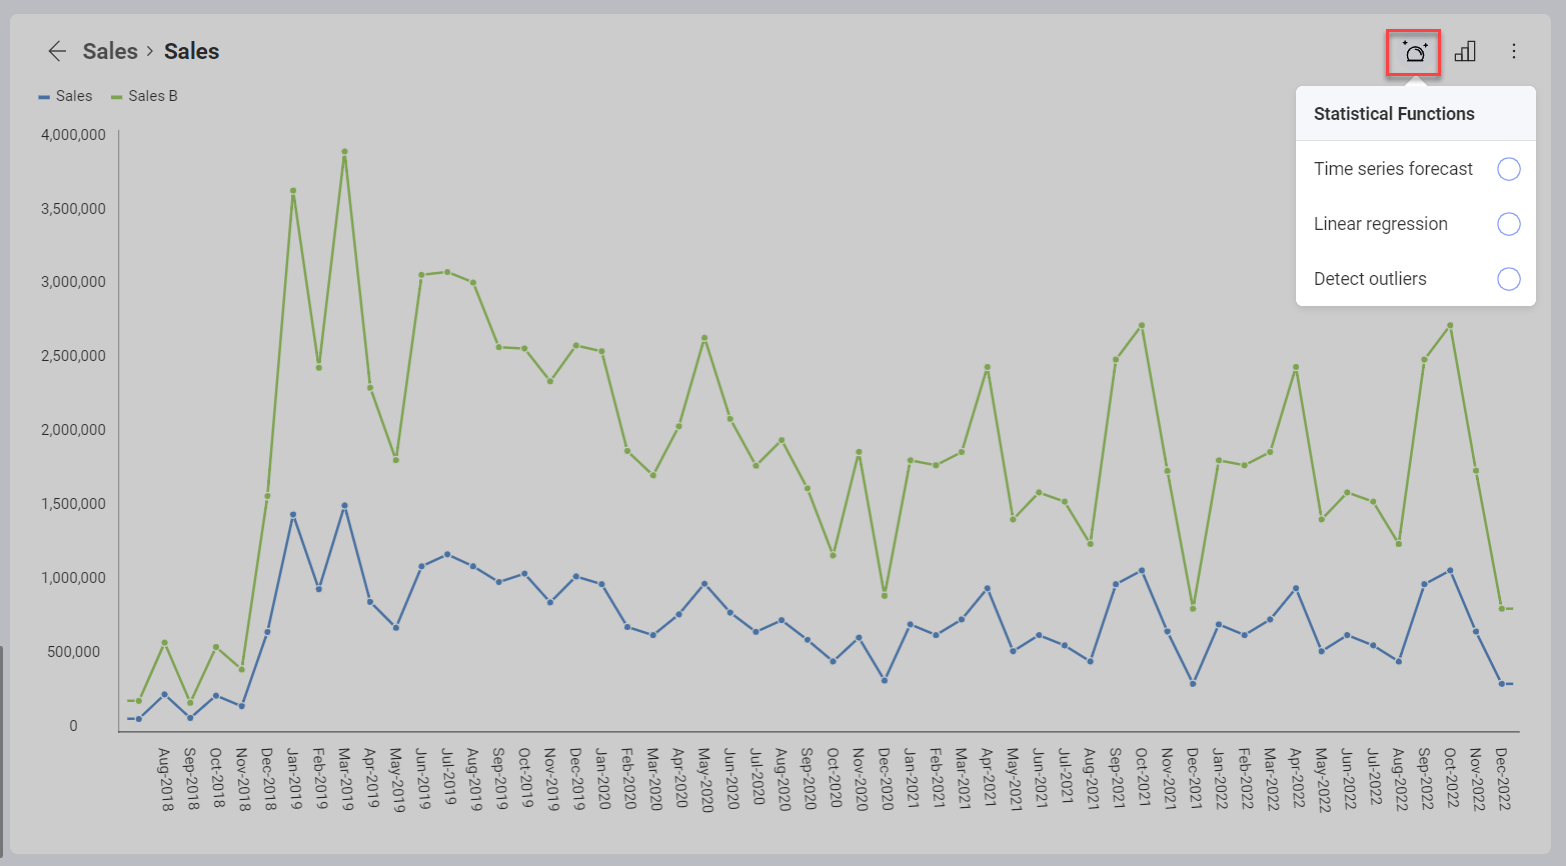 Sales > Sales
Sales Sales B
Statistical Functions
Time series forecast
Linear regression
Detect outliers
4,000,000
3,500,000
3,000,000
2,500,000
2,000,000
1,500,000
1,000,000
500,000
0
Aug-2018
Sep-2018
Oct-2018
Nov-2018
Dec-2018
Jan-2019
Feb-2019
Mar-2019
Apr-2019
May-2019
Jun-2019
Jul-2019
Aug-2019
Sep-2019
Oct-2019
Nov-2019
Dec-2019
Jan-2020
Feb-2020
Mar-2020
Apr-2020
May-2020
Jun-2020
Jul-2020
Aug-2020
Sep-2020
Oct-2020
Nov-2020
Dec-2020
Jan-2021
Feb-2021
Mar-2021
Apr-2021
May-2021
Jun-2021
Jul-2021
Aug-2021
Sep-2021
Oct-2021
Nov-2021
Dec-2021
Jan-2022
Feb-2022
Mar-2022
Apr-2022
May-2022
Jun-2022
Jul-2022
Aug-2022
Sep-2022
Oct-2022
Nov-2022
Dec-2022